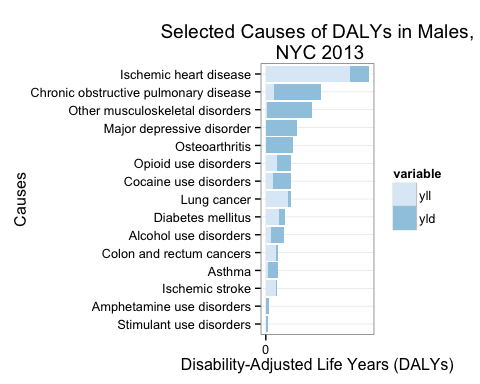 Selected Causes of DALYs in Males,
NYC 2013
Ischemic heart disease
Chronic obstructive pulmonary disease
Other musculoskeletal disorders
Major depressive disorder
Osteoarthritis
Opioid use disorders
Cocaine use disorders
Lung cancer
Diabetes mellitus
Alcohol use disorders
Colon and rectum cancers
Asthma
Ischemic stroke
Amphetamine use disorders
Stimulant use disorders
Causes
0
Disability-Adjusted Life Years (DALYs)
variable
yll
yld